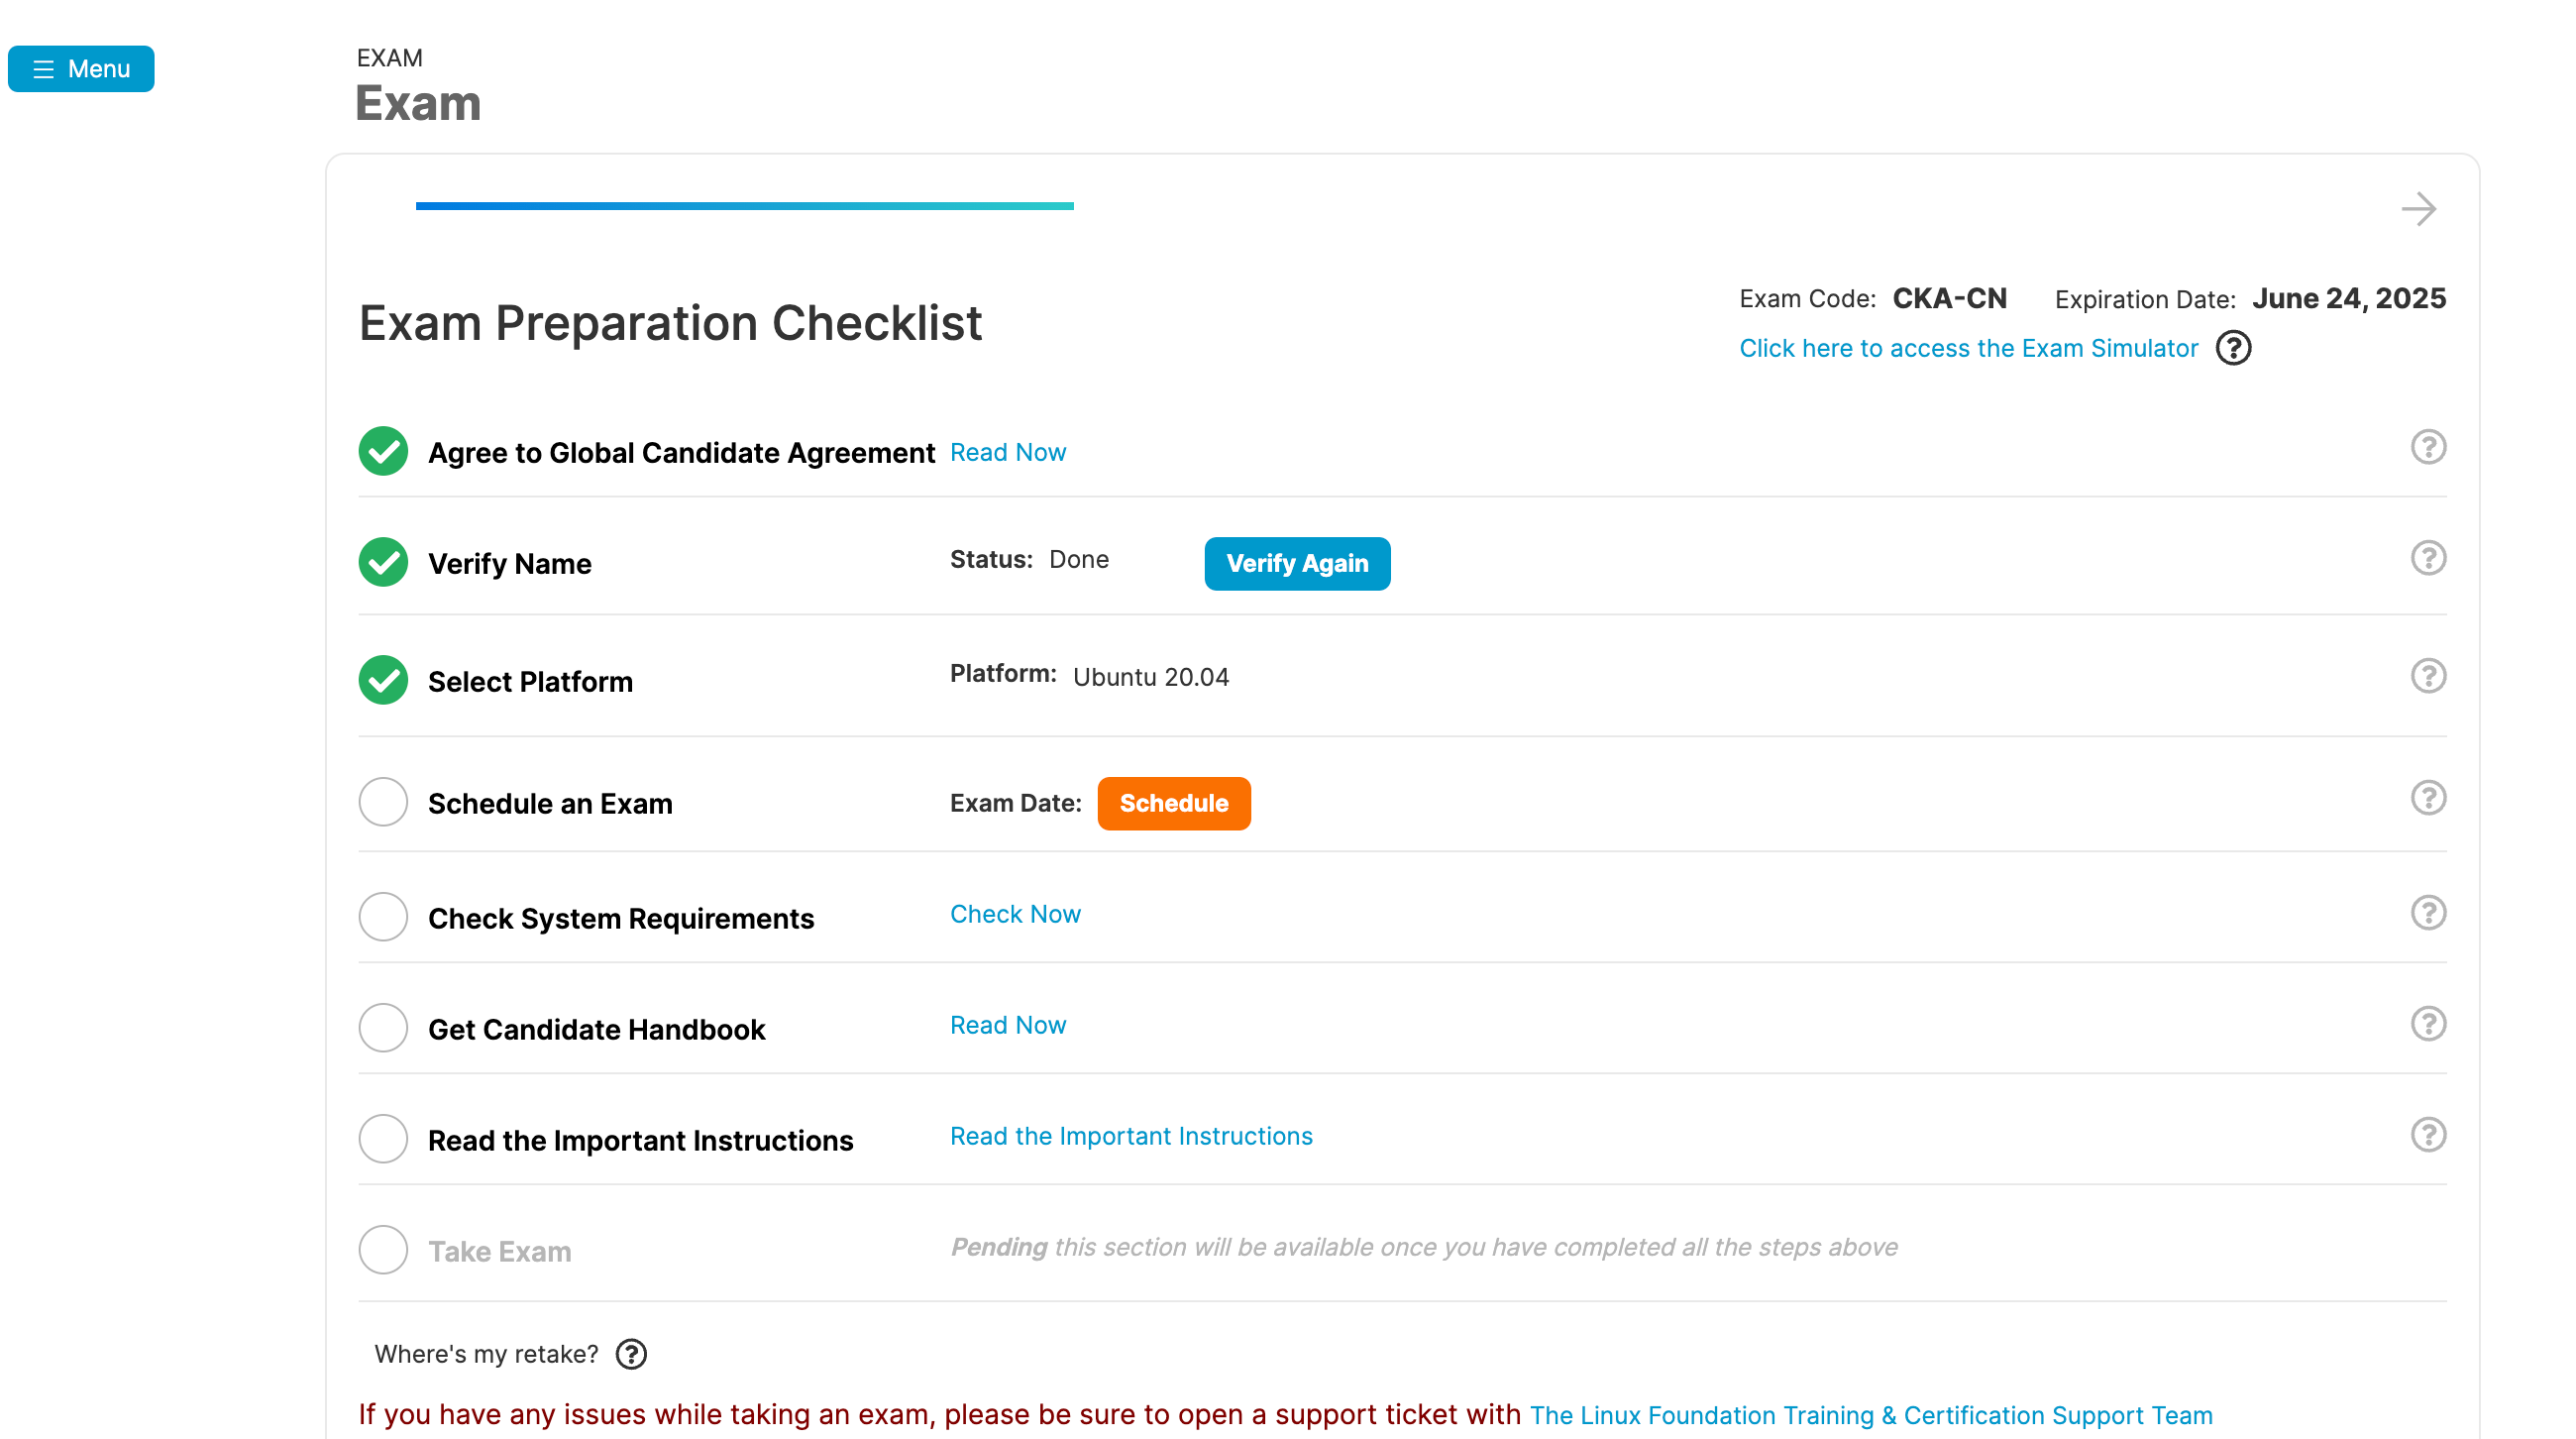 Menu
EXAM
Exam
Exam Preparation Checklist
Exam Code: CKA-CN Expiration Date: June 24, 2025
Click here to access the Exam Simulator ?
Agree to Global Candidate Agreement Read Now ?
Verify Name Status: Done Verify Again ?
Select Platform Platform: Ubuntu 20.04 ?
Schedule an Exam Exam Date: Schedule ?
Check System Requirements Check Now ?
Get Candidate Handbook Read Now ?
Read the Important Instructions Read the Important Instructions ?
Take Exam Pending this section will be available once you have completed all the steps above
Where's my retake? ?
If you have any issues while taking an exam, please be sure to open a support ticket with The Linux Foundation Training & Certification Support Team